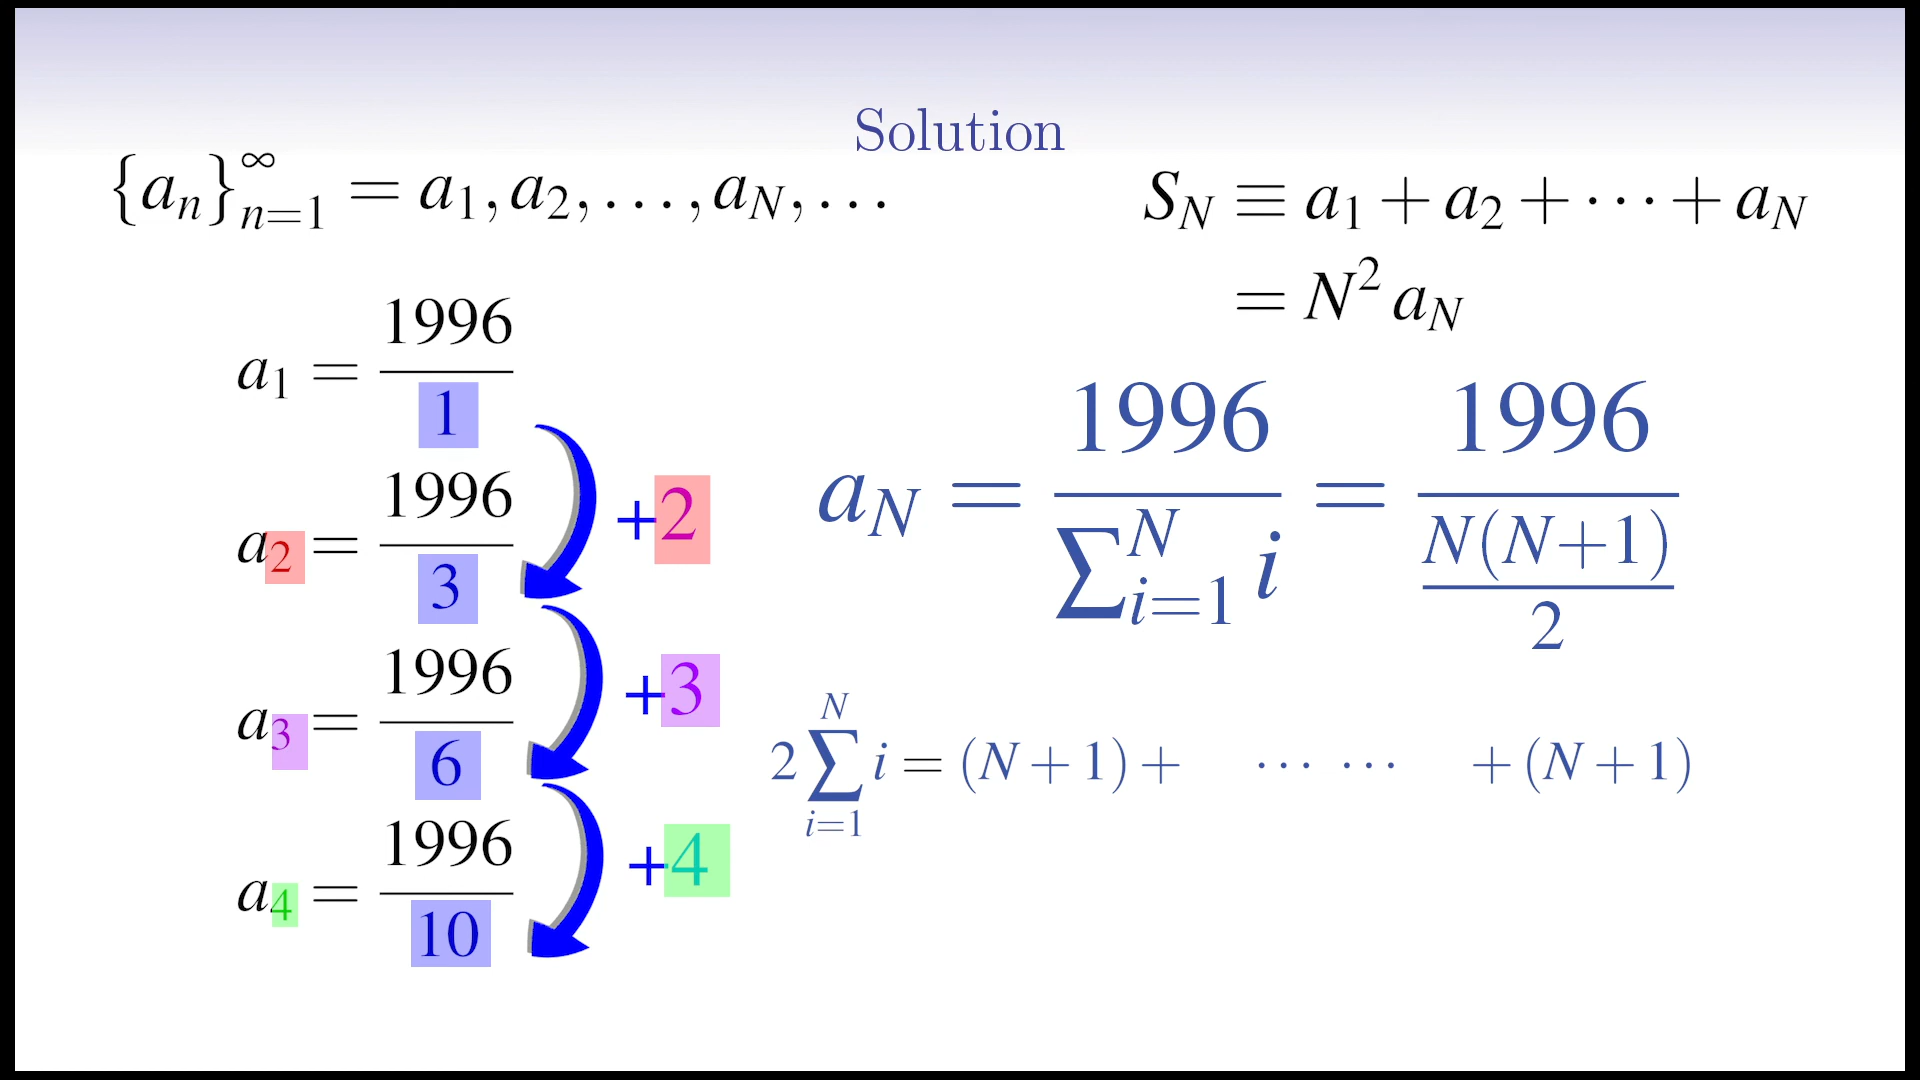 Solution
{a_n}_{n=1}^∞ = a_1, a_2, ..., a_N, ...
S_N ≡ a_1 + a_2 + ··· + a_N
= N^2 a_N
a_1 = 1996/1
+2
a_2 = 1996/3
+3
a_3 = 1996/6
+4
a_4 = 1996/10
a_N = 1996/∑_{i=1}^N i = 1996/(N(N+1)/2)
2∑_{i=1}^N i = (N+1)+ ··· ··· +(N+1)